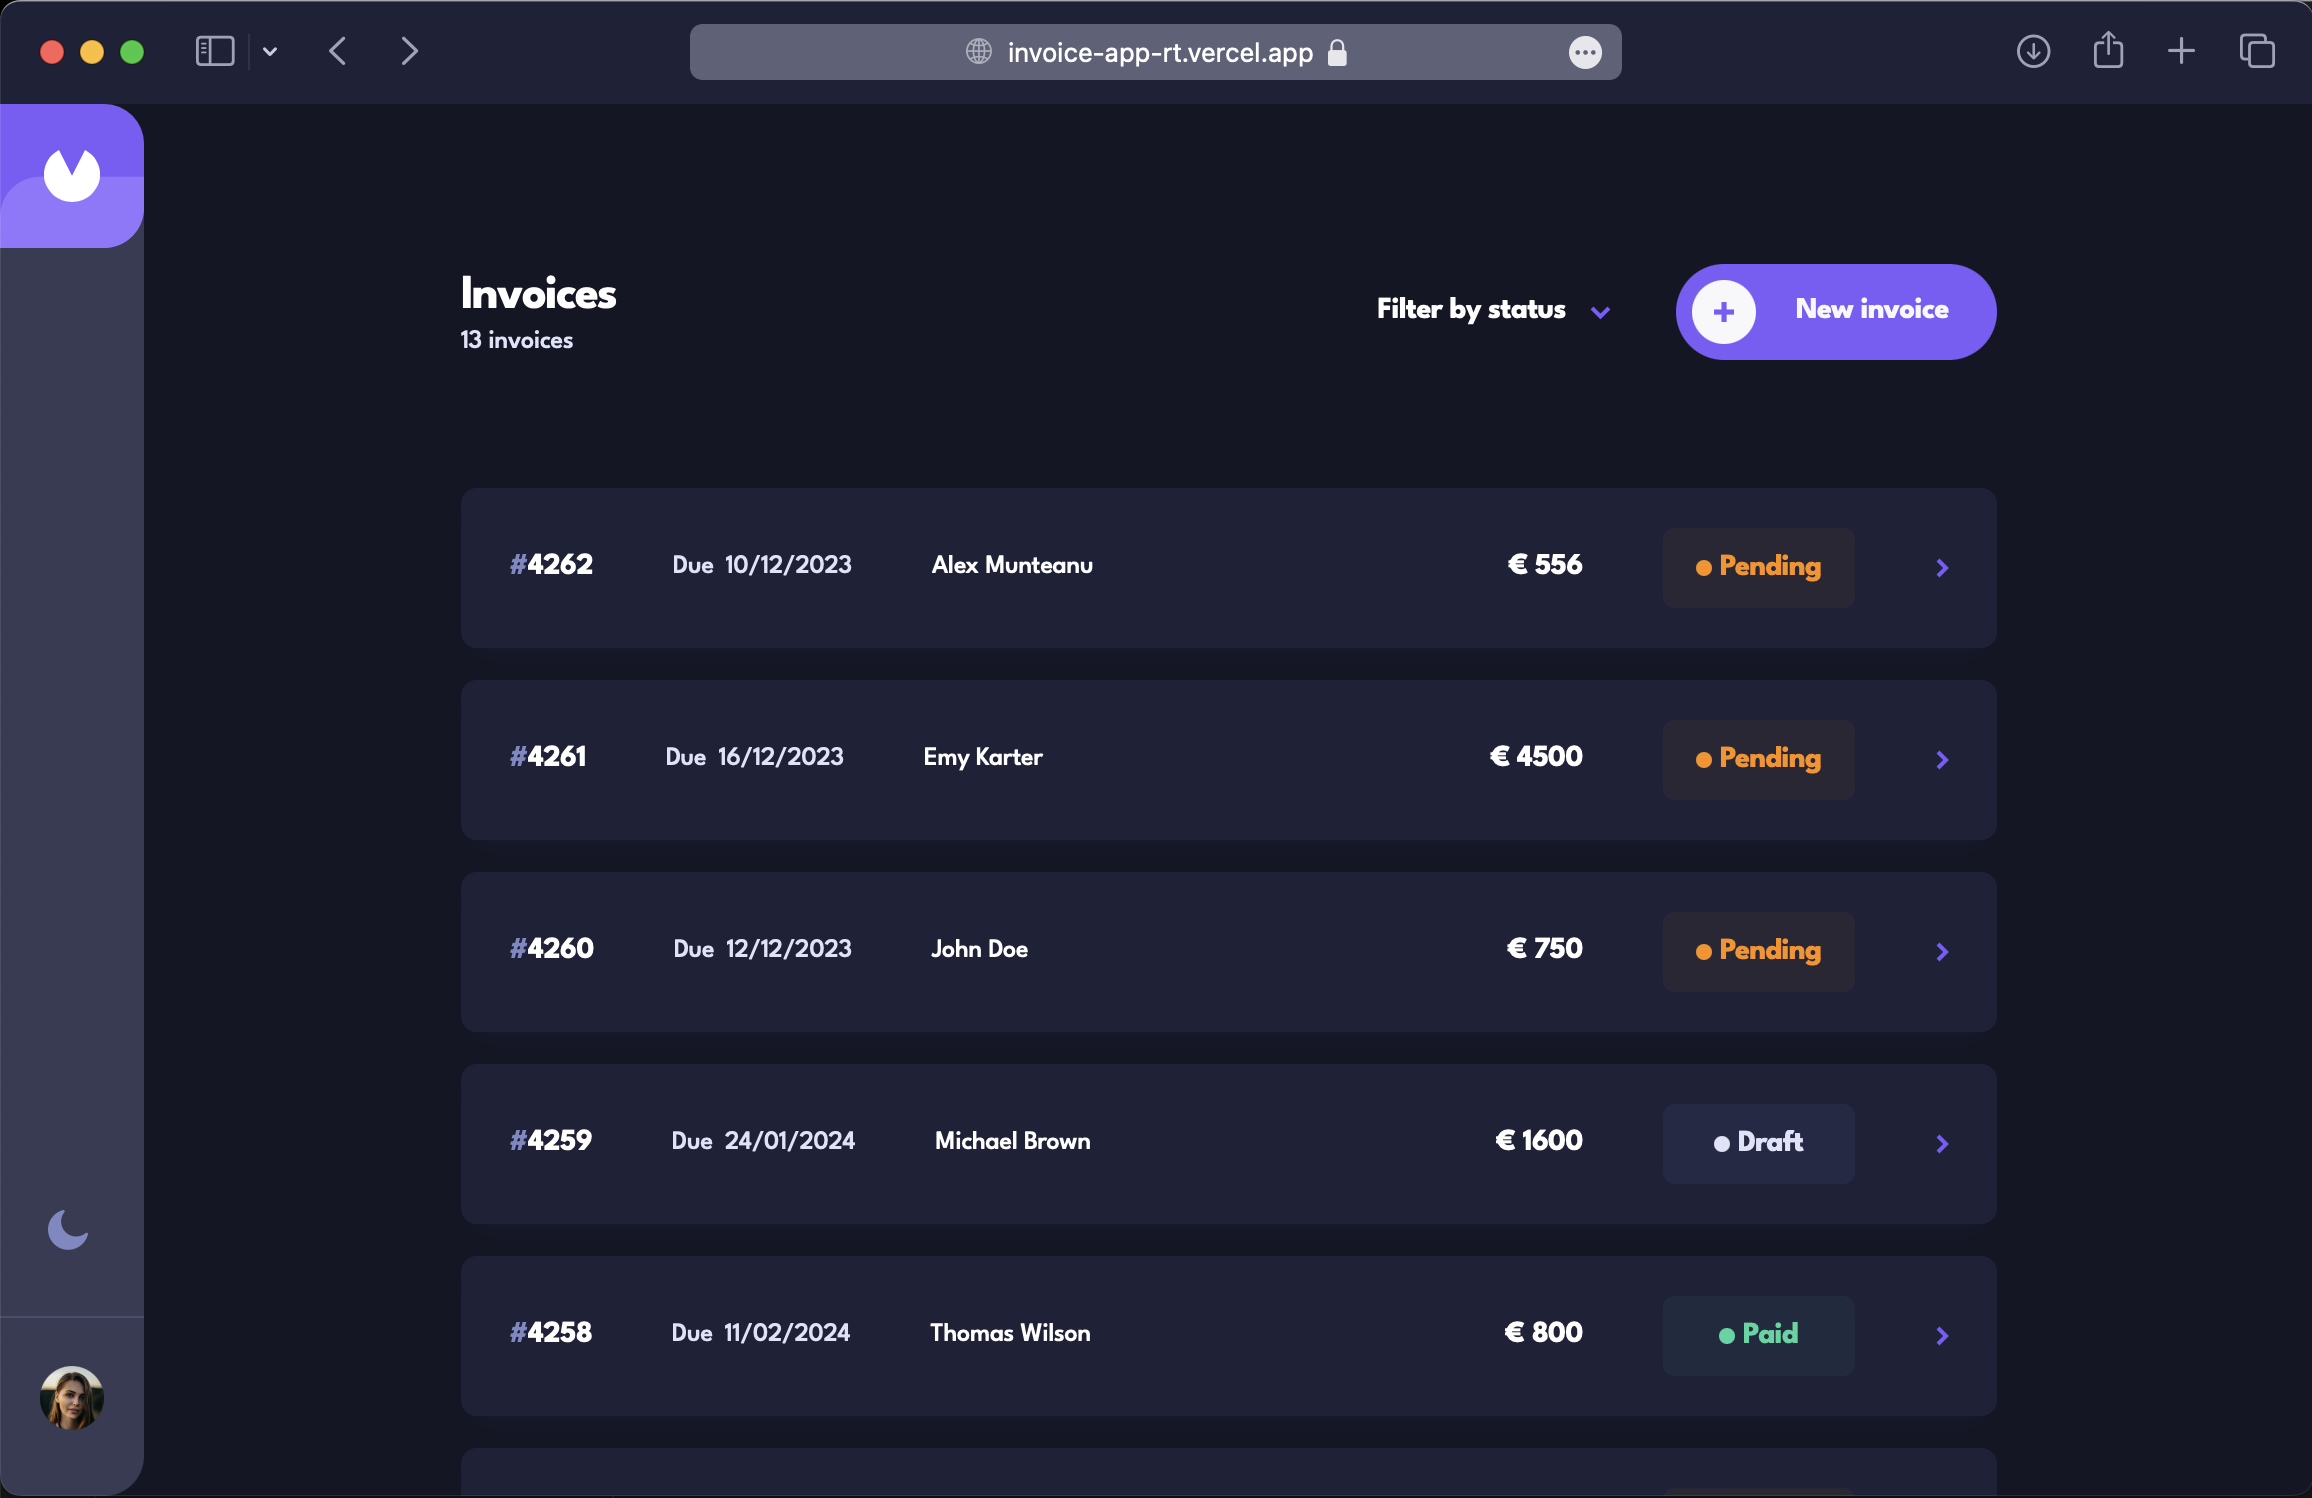 invoice-app-rt.vercel.app
Invoices
13 invoices
Filter by status
New invoice
#4262 Due 10/12/2023 Alex Munteanu € 556 Pending
#4261 Due 16/12/2023 Emy Karter € 4500 Pending
#4260 Due 12/12/2023 John Doe € 750 Pending
#4259 Due 24/01/2024 Michael Brown € 1600 Draft
#4258 Due 11/02/2024 Thomas Wilson € 800 Paid